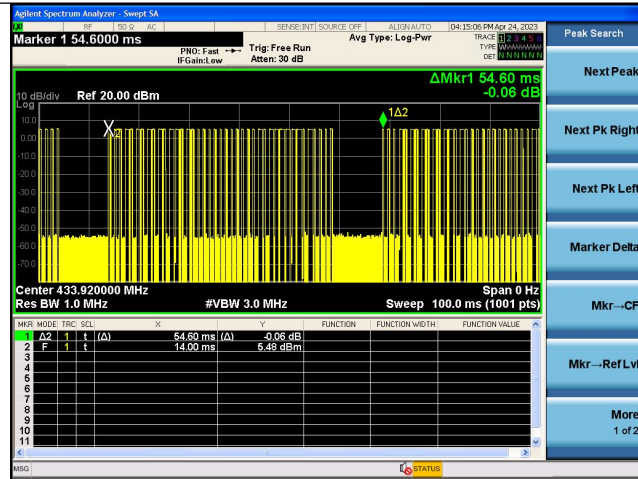 Agilent Spectrum Analyzer - Swept SA
RF 50 Ω AC SENSE:INT SOURCE OFF ALIGNAUTO 04:15:06 PM Apr 24, 2023
Marker 1 54.6000 ms
PNO: Fast
IFGain:Low
Trig: Free Run
Atten: 30 dB
Avg Type: Log-Pwr
TRACE 1 2 3 4 5 6
TYPE WWWWWW
DET N N N N N N
Peak Search
Next Peak
Next Pk Right
Next Pk Left
Marker Delta
Mkr→CF
Mkr→Ref Lvl
More
1 of 2
ΔMkr1 54.60 ms
-0.06 dB
10 dB/div Ref 20.00 dBm
Log
10.0
0.00
-10.0
-20.0
-30.0
-40.0
-50.0
-60.0
-70.0
X2
1Δ2
Center 433.920000 MHz Span 0 Hz
Res BW 1.0 MHz #VBW 3.0 MHz Sweep 100.0 ms (1001 pts)
MKR MODE TRC SCL X Y FUNCTION FUNCTION WIDTH FUNCTION VALUE
1 Δ2 1 t (Δ) 54.60 ms (Δ) -0.06 dB
2 F 1 t 14.00 ms 5.48 dBm
3
4
5
6
7
8
9
10
11
MSG STATUS